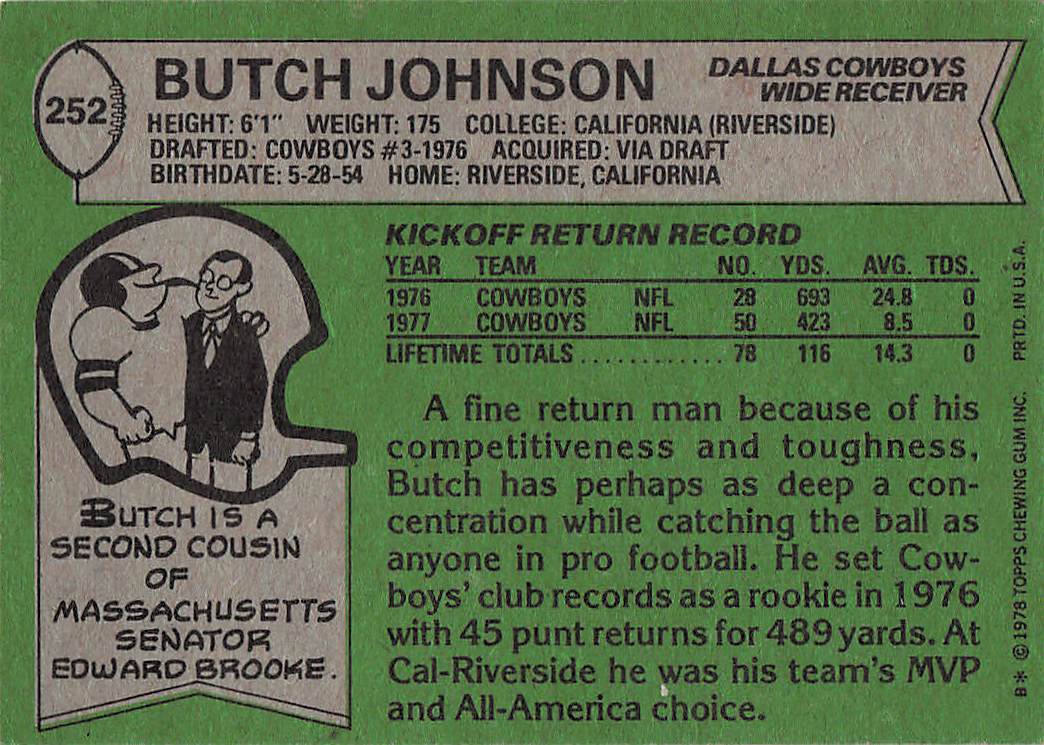 252
BUTCH JOHNSON
DALLAS COWBOYS
WIDE RECEIVER
HEIGHT: 6'1" WEIGHT: 175 COLLEGE: CALIFORNIA (RIVERSIDE)
DRAFTED: COWBOYS #3-1976 ACQUIRED: VIA DRAFT
BIRTHDATE: 5-28-54 HOME: RIVERSIDE, CALIFORNIA
KICKOFF RETURN RECORD
YEAR TEAM NO. YDS. AVG. TDS.
1976 COWBOYS NFL 28 693 24.8 0
1977 COWBOYS NFL 50 423 8.5 0
LIFETIME TOTALS ............ 78 116 14.3 0
A fine return man because of his
competitiveness and toughness,
Butch has perhaps as deep a con-
centration while catching the ball as
anyone in pro football. He set Cow-
boys' club records as a rookie in 1976
with 45 punt returns for 489 yards. At
Cal-Riverside he was his team's MVP
and All-America choice.
BUTCH IS A
SECOND COUSIN
OF
MASSACHUSETTS
SENATOR
EDWARD BROOKE.
B* ©1978 TOPPS CHEWING GUM INC. PRTD. IN U.S.A.